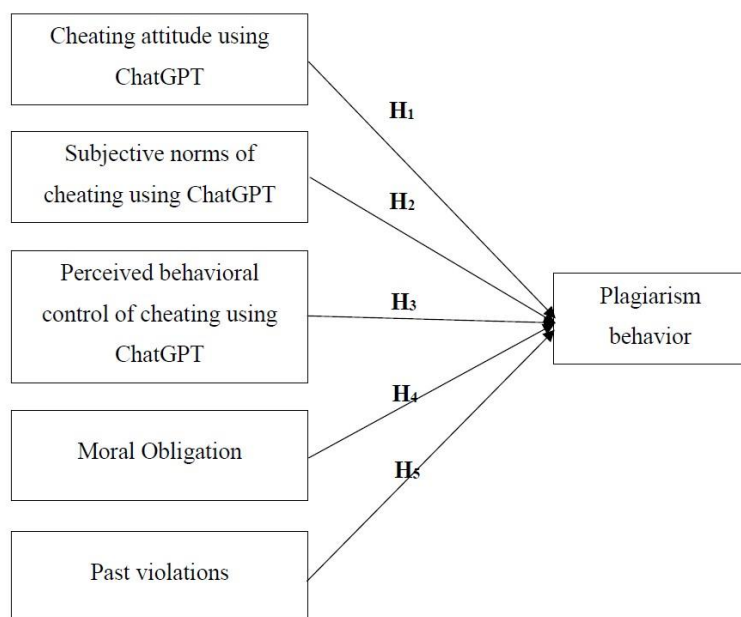 Cheating attitude using
ChatGPT
H1
Subjective norms of
cheating using ChatGPT
H2
Perceived behavioral
control of cheating using
ChatGPT
H3
Plagiarism
behavior
H4
Moral Obligation
H5
Past violations